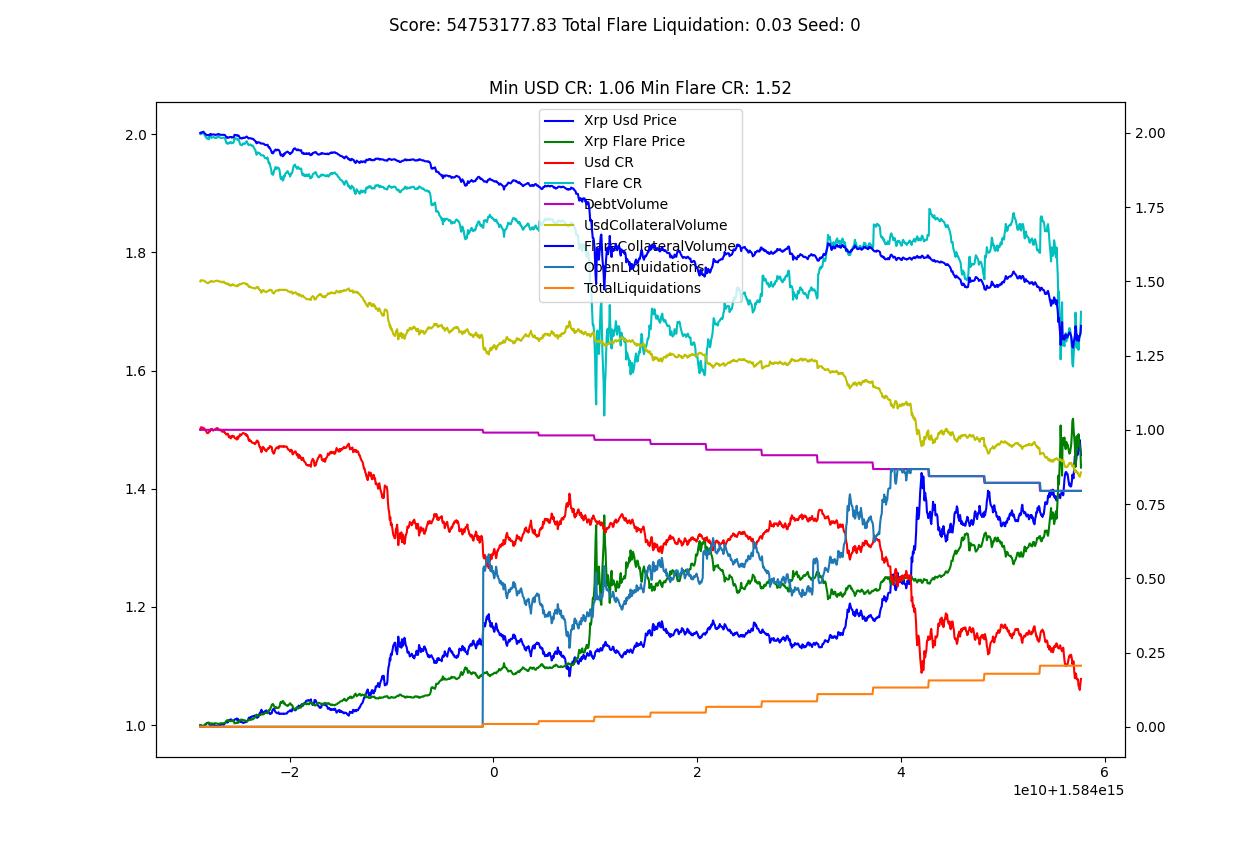 Score: 54753177.83 Total Flare Liquidation: 0.03 Seed: 0
Min USD CR: 1.06 Min Flare CR: 1.52
Xrp Usd Price
Xrp Flare Price
Usd CR
Flare CR
DebtVolume
UsdCollateralVolume
FlareCollateralVolume
OpenLiquidations
TotalLiquidations
2.0
1.8
1.6
1.4
1.2
1.0
2.00
1.75
1.50
1.25
1.00
0.75
0.50
0.25
0.00
−2
0
2
4
6
1e10+1.584e15